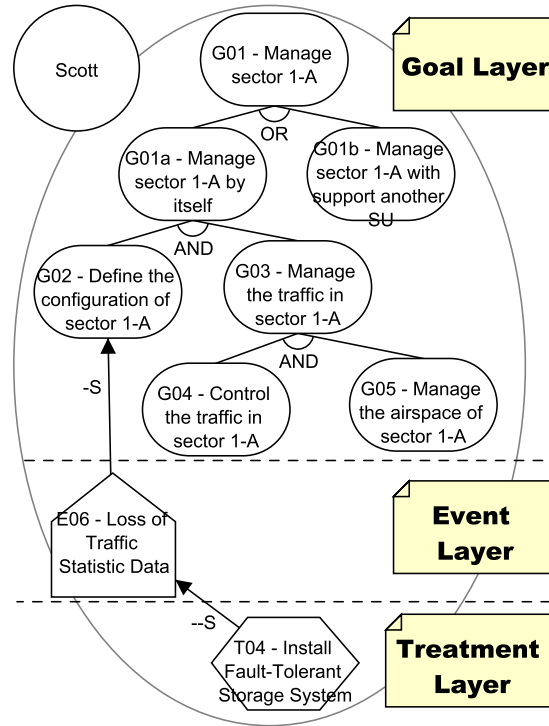 Scott
G01 - Manage
sector 1-A
Goal Layer
OR
G01a - Manage
sector 1-A by
itself
G01b - Manage
sector 1-A with
support another
SU
AND
G02 - Define the
configuration of
sector 1-A
G03 - Manage
the traffic in
sector 1-A
AND
G04 - Control
the traffic in
sector 1-A
G05 - Manage
the airspace of
sector 1-A
-S
E06 - Loss of
Traffic
Statistic Data
Event
Layer
--S
T04 - Install
Fault-Tolerant
Storage System
Treatment
Layer